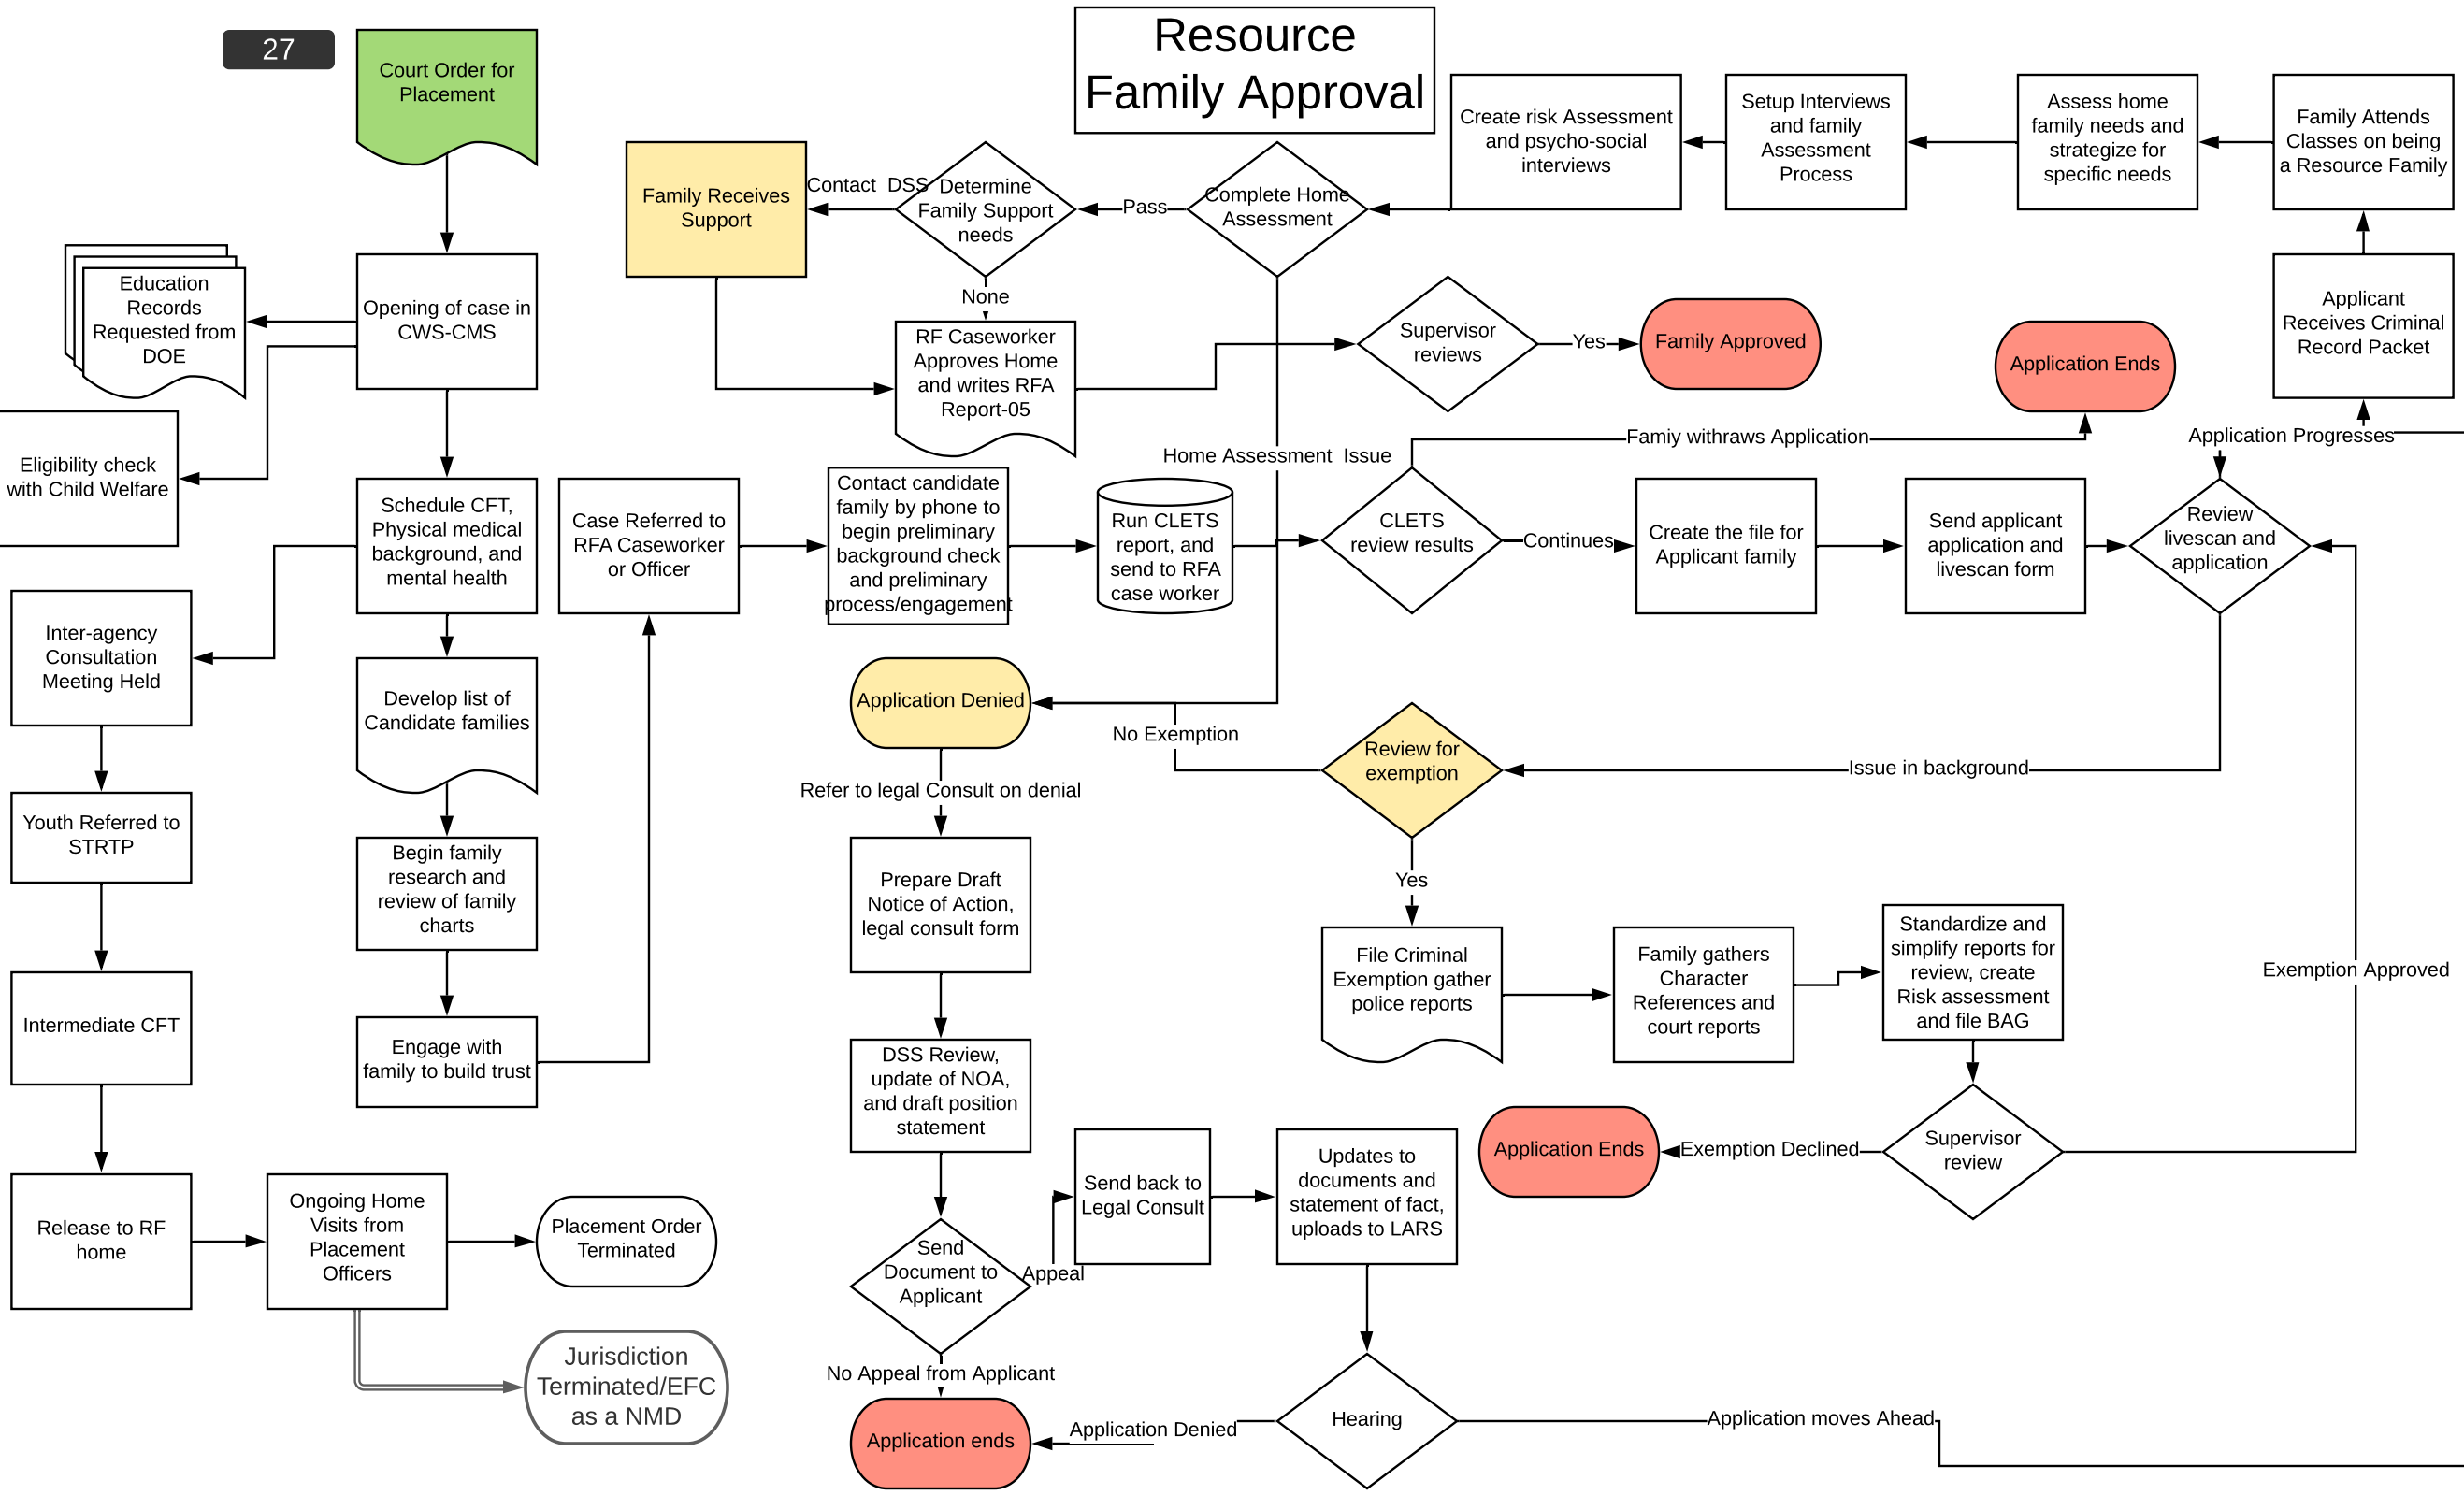 27
Resource
Family Approval
Court Order for
Placement
Opening of case in
CWS-CMS
Education
Records
Requested from
DOE
Eligibility check
with Child Welfare
Schedule CFT,
Physical medical
background, and
mental health
Inter-agency
Consultation
Meeting Held
Youth Referred to
STRTP
Intermediate CFT
Release to RF
home
Ongoing Home
Visits from
Placement
Officers
Placement Order
Terminated
Jurisdiction
Terminated/EFC
as a NMD
Develop list of
Candidate families
Begin family
research and
review of family
charts
Engage with
family to build trust
Case Referred to
RFA Caseworker
or Officer
Contact candidate
family by phone to
begin preliminary
background check
and preliminary
process/engagement
Run CLETS
report, and
send to RFA
case worker
CLETS
review results
Famiy withraws Application
Application Ends
Continues
Create the file for
Applicant family
Send applicant
application and
livescan form
Review
livescan and
application
Application Progresses
Applicant
Receives Criminal
Record Packet
Family Attends
Classes on being
a Resource Family
Assess home
family needs and
strategize for
specific needs
Setup Interviews
and family
Assessment
Process
Create risk Assessment
and psycho-social
interviews
Complete Home
Assessment
Pass
Determine
Family Support
needs
Contact  DSS
Family Receives
Support
None
RF Caseworker
Approves Home
and writes RFA
Report-05
Supervisor
reviews
Yes
Family Approved
Home Assessment  Issue
Application Denied
No Exemption
Review for
exemption
Issue in background
Yes
File Criminal
Exemption gather
police reports
Family gathers
Character
References and
court reports
Standardize and
simplify reports for
review, create
Risk assessment
and file BAG
Supervisor
review
Exemption Approved
Exemption Declined
Application Ends
Refer to legal Consult on denial
Prepare Draft
Notice of Action,
legal consult form
DSS Review,
update of NOA,
and draft position
statement
Send
Document to
Applicant
Appeal
Send back to
Legal Consult
Updates to
documents and
statement of fact,
uploads to LARS
No Appeal from Applicant
Application ends
Application Denied
Hearing
Application moves Ahead